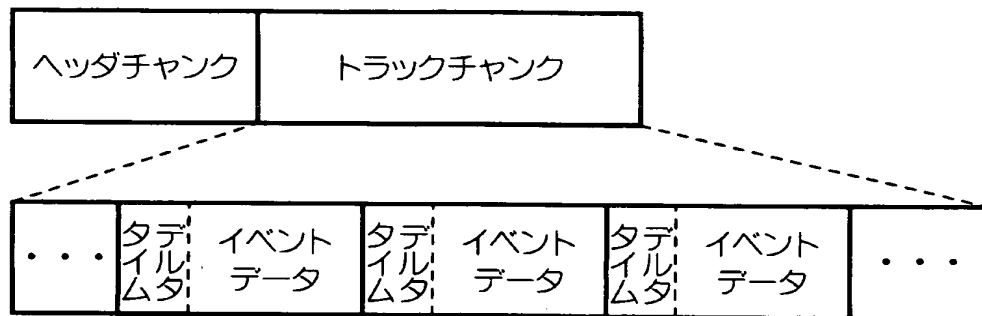 ヘッダチャンク
トラックチャンク
・・・
デルタ
タイム
イベント
データ
デルタ
タイム
イベント
データ
デルタ
タイム
イベント
データ
・・・